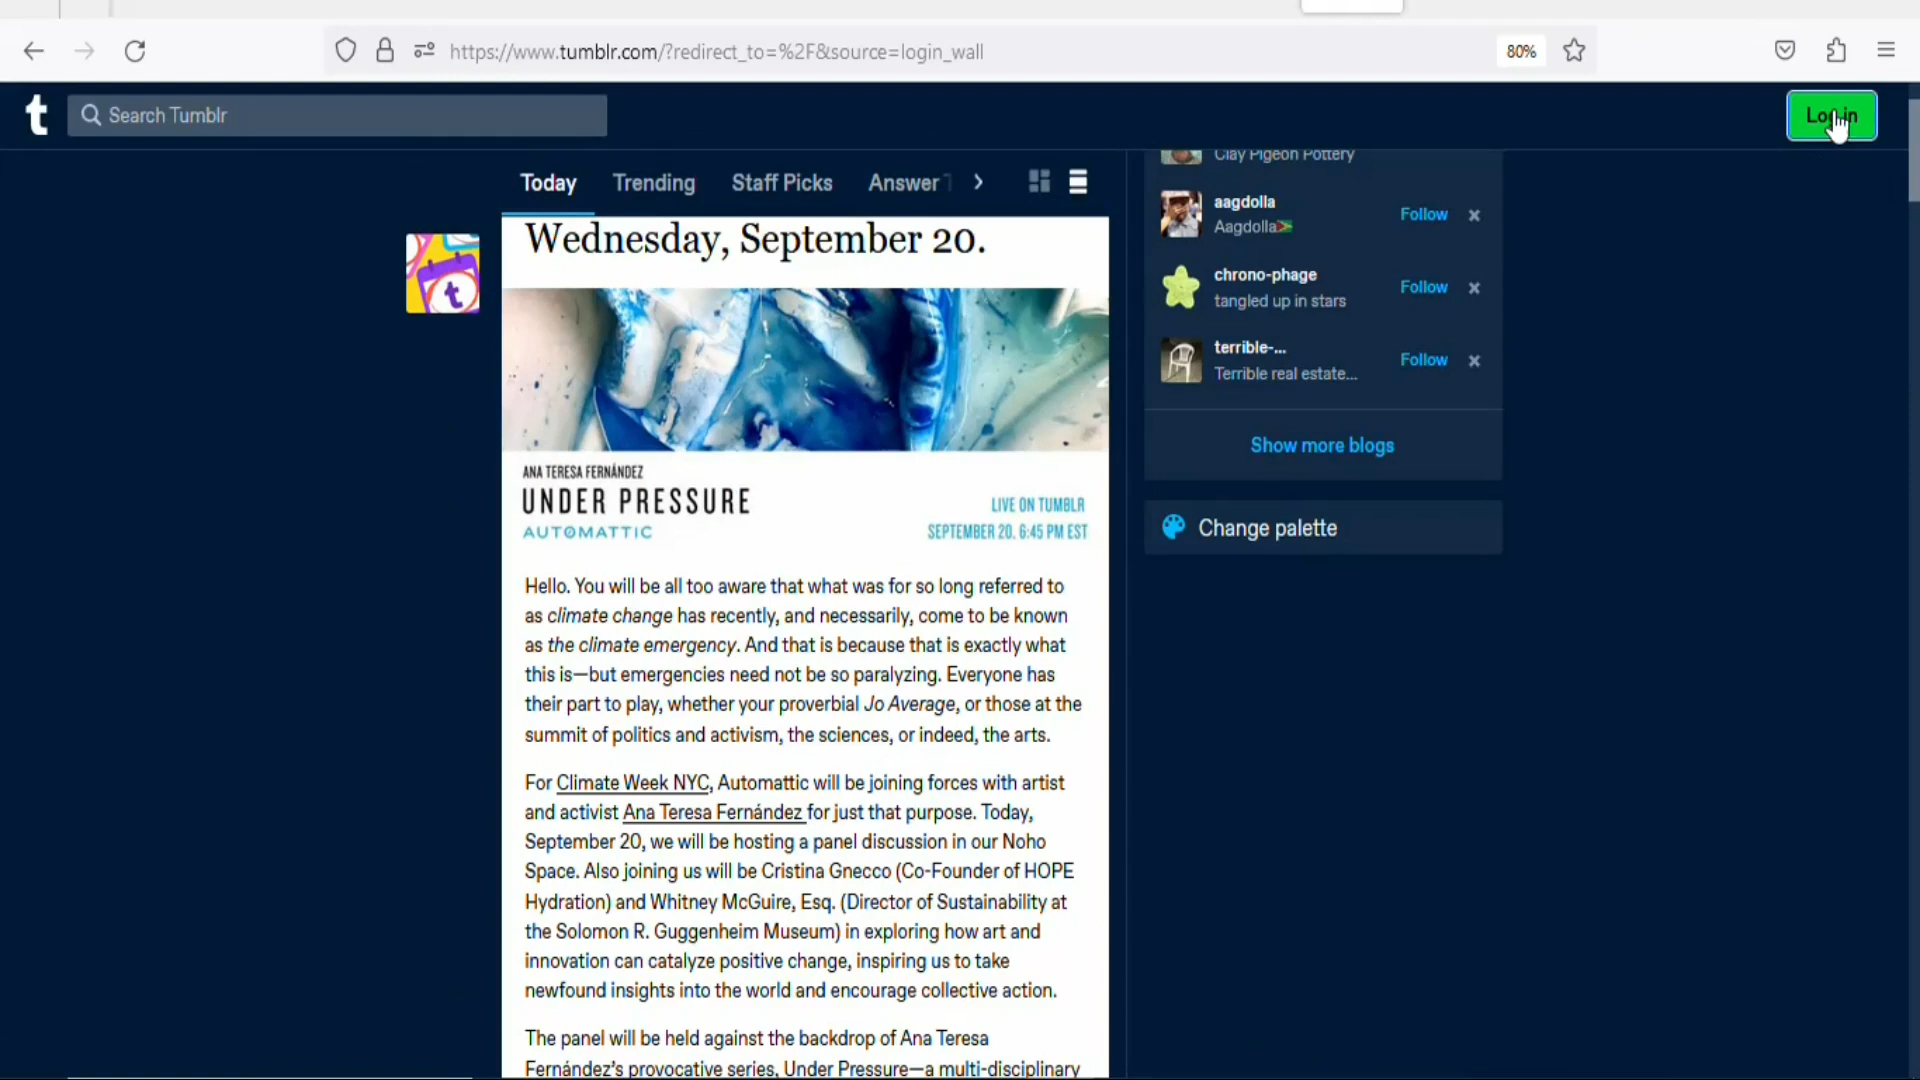 https://www.tumblr.com/?redirect_to=%2F&source=login_wall
80%
t
Search Tumblr
Log in
Today
Trending
Staff Picks
Answer T
Wednesday, September 20.
ANA TERESA FERNÁNDEZ
UNDER PRESSURE
AUTOMATTIC
LIVE ON TUMBLR
SEPTEMBER 20. 6:45 PM EST
Hello. You will be all too aware that what was for so long referred to
as climate change has recently, and necessarily, come to be known
as the climate emergency. And that is because that is exactly what
this is—but emergencies need not be so paralyzing. Everyone has
their part to play, whether your proverbial Jo Average, or those at the
summit of politics and activism, the sciences, or indeed, the arts.
For Climate Week NYC, Automattic will be joining forces with artist
and activist Ana Teresa Fernández for just that purpose. Today,
September 20, we will be hosting a panel discussion in our Noho
Space. Also joining us will be Cristina Gnecco (Co-Founder of HOPE
Hydration) and Whitney McGuire, Esq. (Director of Sustainability at
the Solomon R. Guggenheim Museum) in exploring how art and
innovation can catalyze positive change, inspiring us to take
newfound insights into the world and encourage collective action.
The panel will be held against the backdrop of Ana Teresa
Fernández's provocative series, Under Pressure—a multi-disciplinary
Clay Pigeon Pottery
aagdolla
Aagdolla
Follow
chrono-phage
tangled up in stars
Follow
terrible-...
Terrible real estate...
Follow
Show more blogs
Change palette